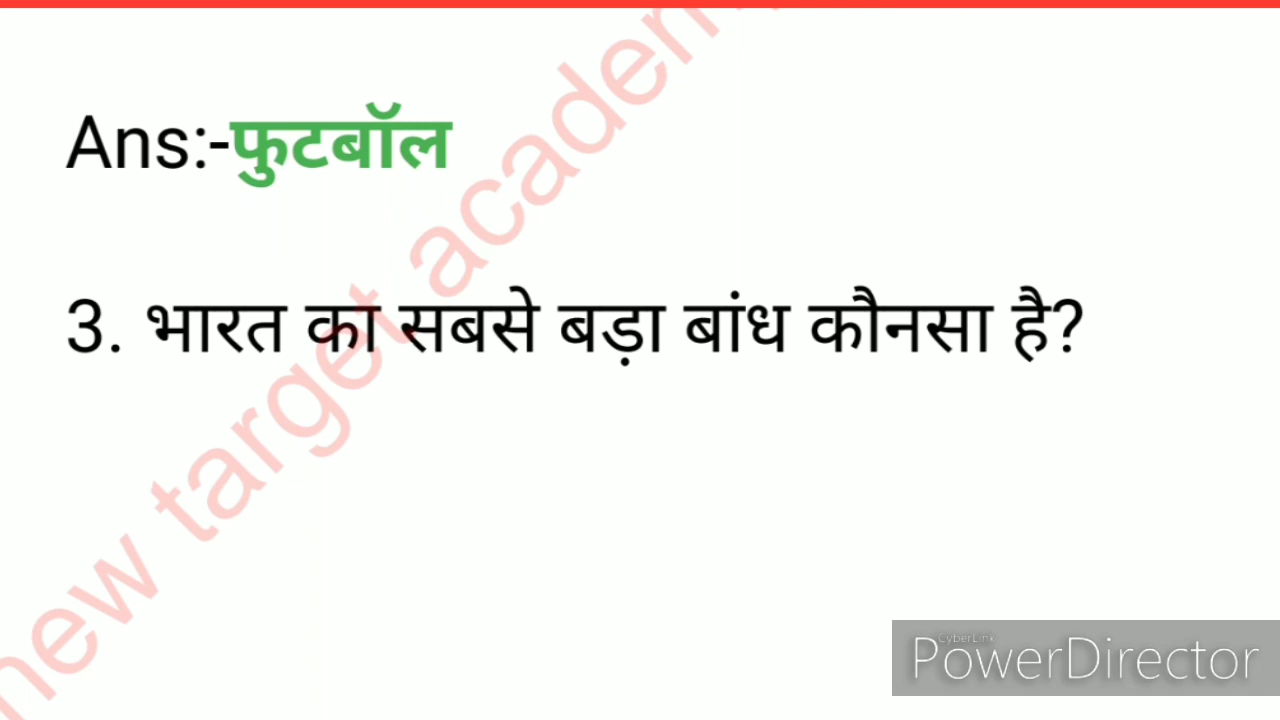 Ans:-फुटबॉल
3. भारत का सबसे बड़ा बांध कौनसा है?
new target academ
CyberLink
PowerDirector